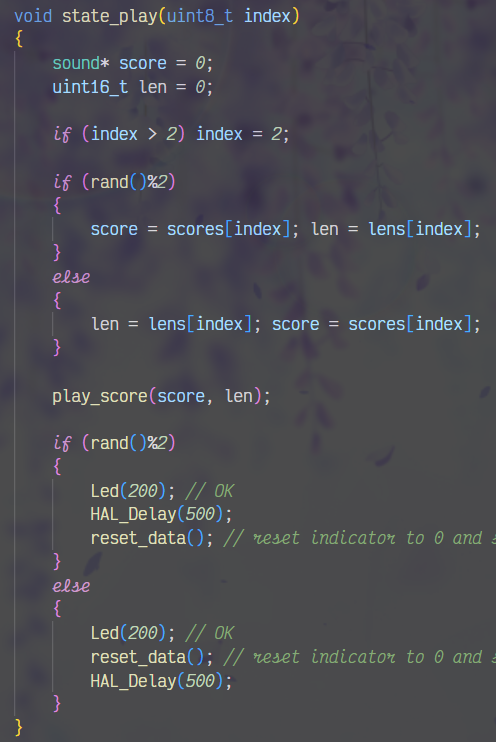 void state_play(uint8_t index)
{
sound* score = 0;
uint16_t len = 0;
if (index > 2) index = 2;
if (rand()%2)
{
score = scores[index]; len = lens[index];
}
else
{
len = lens[index]; score = scores[index];
}
play_score(score, len);
if (rand()%2)
{
Led(200); // OK
HAL_Delay(500);
reset_data(); // reset indicator to 0 and
}
else
{
Led(200); // OK
reset_data(); // reset indicator to 0 and
HAL_Delay(500);
}
}